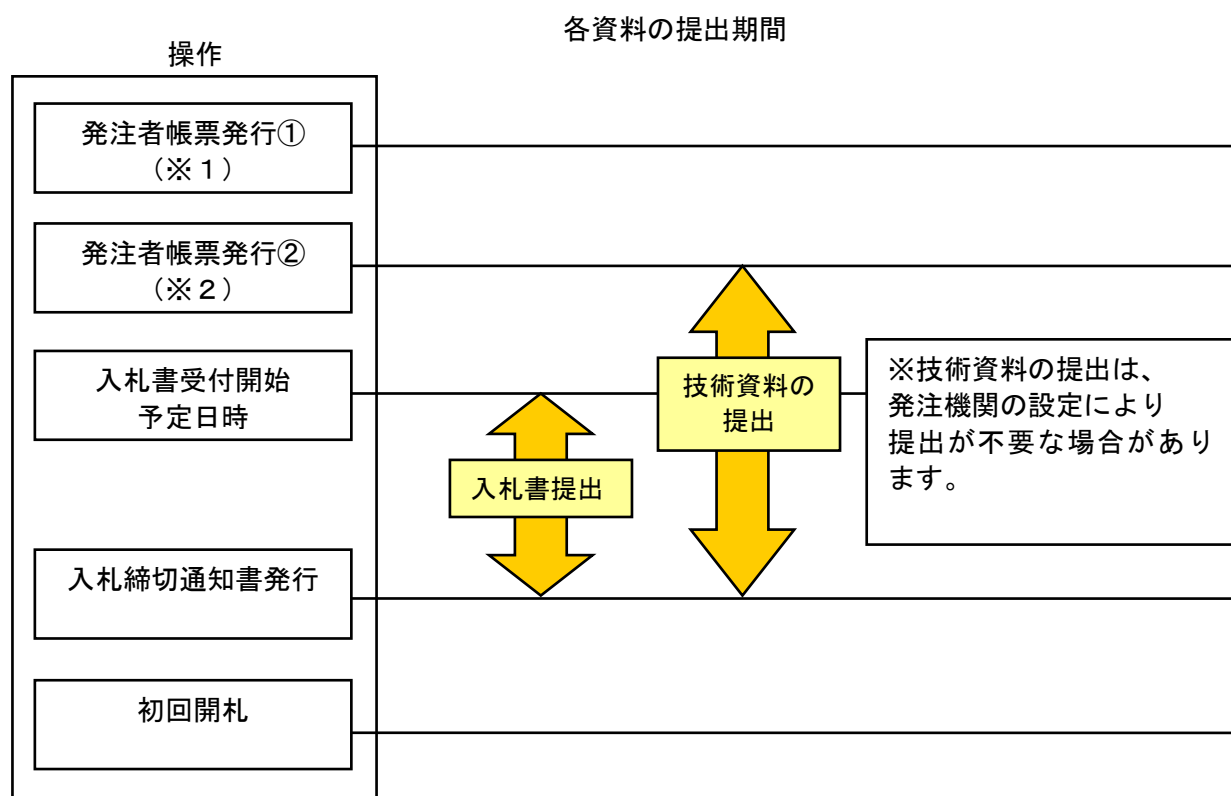 各資料の提出期間
操作
発注者帳票発行①
（※１）
発注者帳票発行②
（※２）
入札書受付開始
予定日時
技術資料の
提出
※技術資料の提出は、
発注機関の設定により
提出が不要な場合があり
ます。
入札書提出
入札締切通知書発行
初回開札